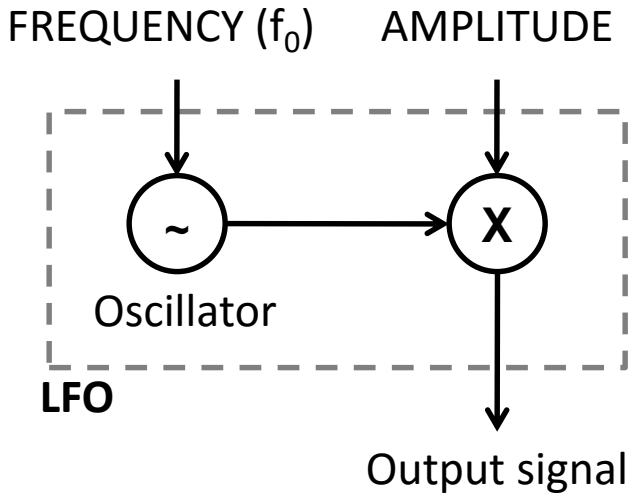 FREQUENCY (f₀) AMPLITUDE
~ X
Oscillator
LFO
Output signal